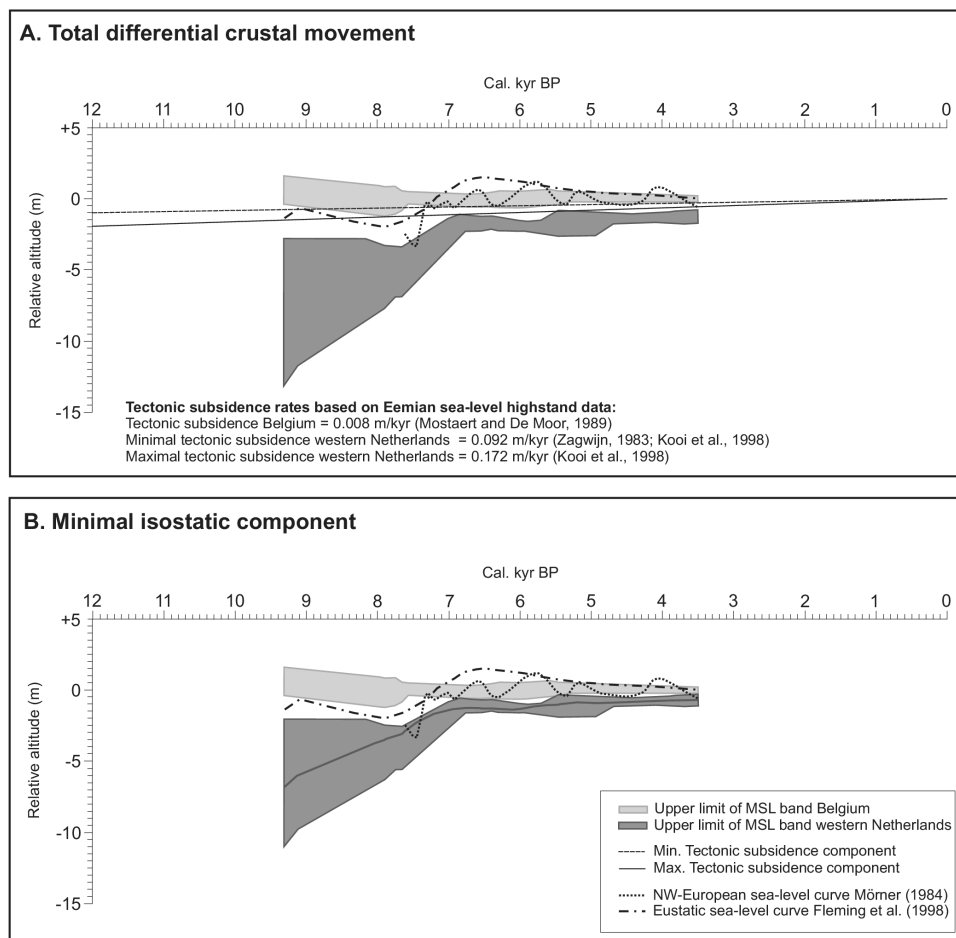 A. Total differential crustal movement
Cal. kyr BP
12 11 10 9 8 7 6 5 4 3 2 1 0
+5
0
-5
-10
-15
Relative altitude (m)
Tectonic subsidence rates based on Eemian sea-level highstand data:
Tectonic subsidence Belgium = 0.008 m/kyr (Mostaert and De Moor, 1989)
Minimal tectonic subsidence western Netherlands = 0.092 m/kyr (Zagwijn, 1983; Kooi et al., 1998)
Maximal tectonic subsidence western Netherlands = 0.172 m/kyr (Kooi et al., 1998)
B. Minimal isostatic component
Cal. kyr BP
12 11 10 9 8 7 6 5 4 3 2 1 0
+5
0
-5
-10
-15
Relative altitude (m)
Upper limit of MSL band Belgium
Upper limit of MSL band western Netherlands
Min. Tectonic subsidence component
Max. Tectonic subsidence component
NW-European sea-level curve Mörner (1984)
Eustatic sea-level curve Fleming et al. (1998)